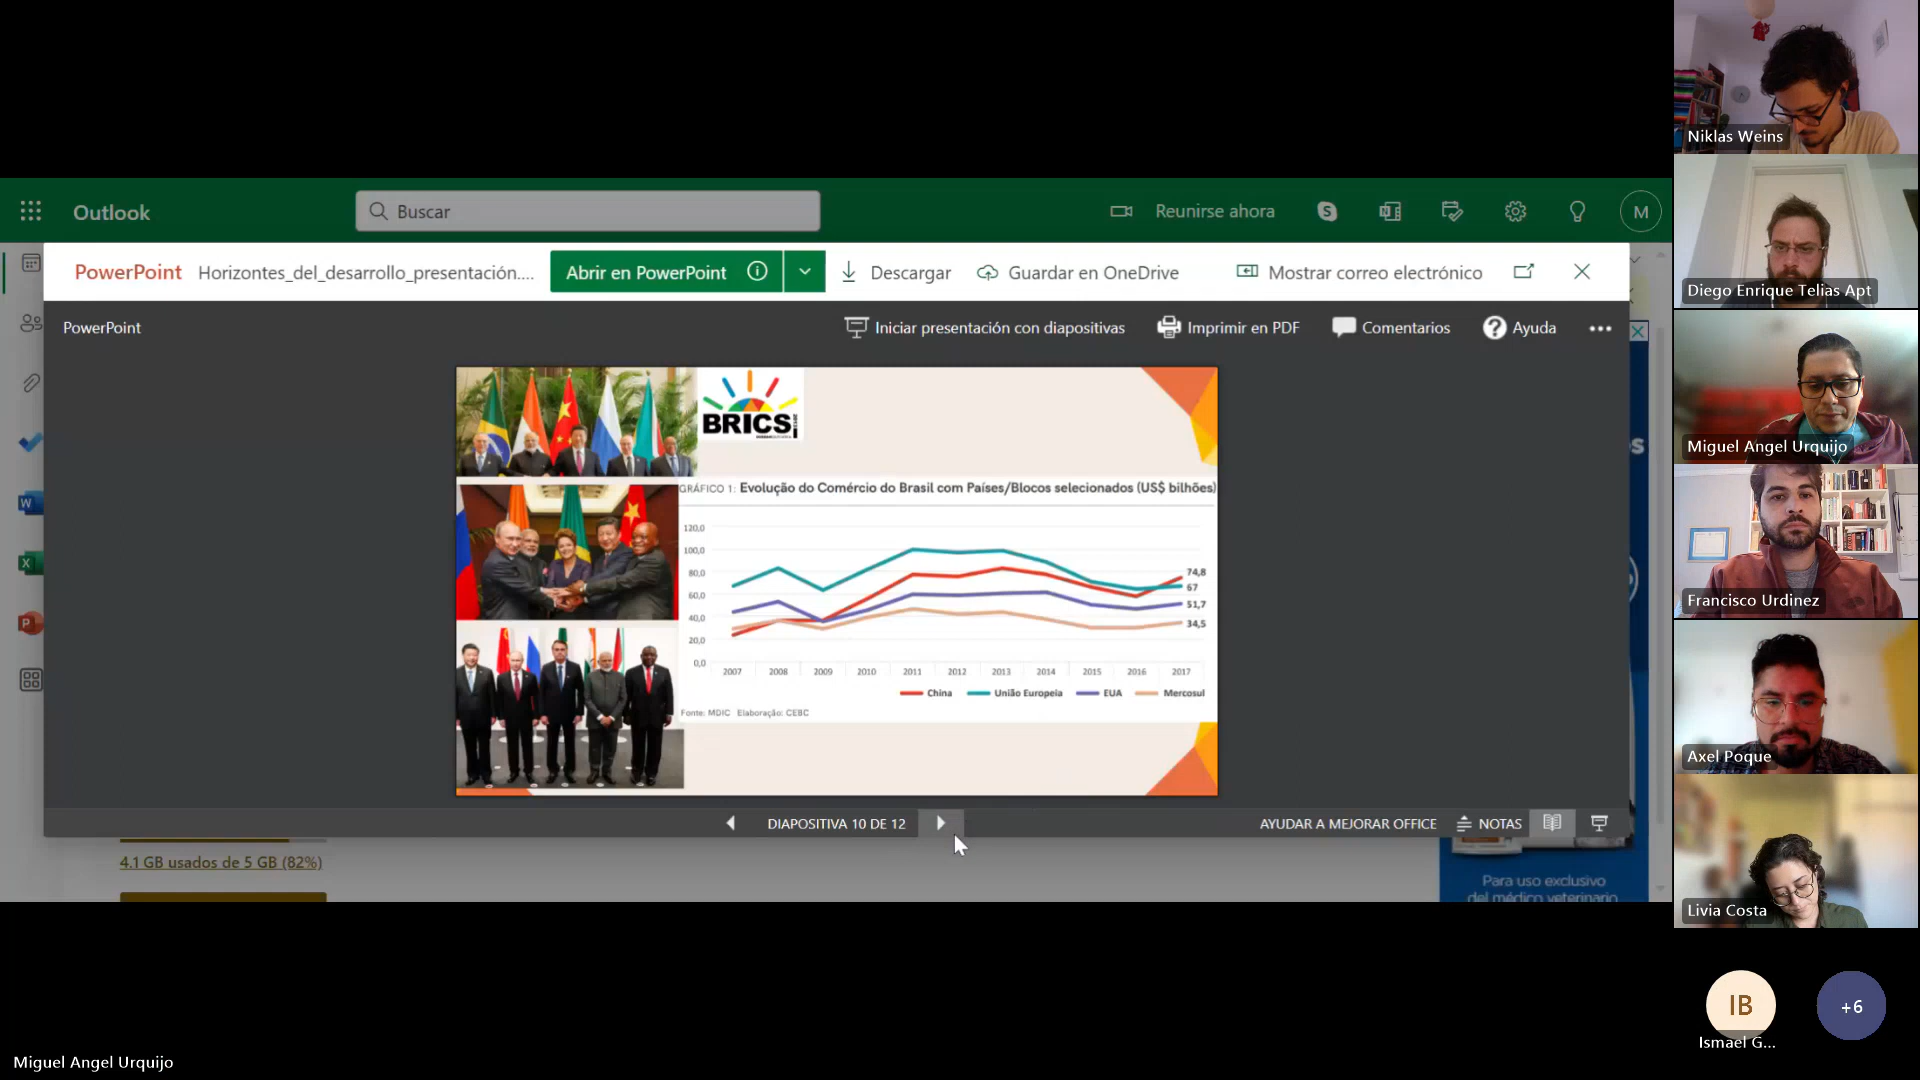 Outlook
Buscar
Reunirse ahora
M
PowerPoint
Horizontes_del_desarrollo_presentación....
Abrir en PowerPoint
Descargar
Guardar en OneDrive
Mostrar correo electrónico
PowerPoint
Iniciar presentación con diapositivas
Imprimir en PDF
Comentarios
Ayuda
BRICS
GRÁFICO 1: Evolução do Comércio do Brasil com Países/Blocos selecionados (US$ bilhões)
120,0
100,0
80,0
60,0
40,0
20,0
0,0
74,8
67
51,7
34,5
2007 2008 2009 2010 2011 2012 2013 2014 2015 2016 2017
China União Europeia EUA Mercosul
Fonte: MDIC Elaboração: CEBC
DIAPOSITIVA 10 DE 12
AYUDAR A MEJORAR OFFICE
NOTAS
4.1 GB usados de 5 GB (82%)
Para uso exclusivo
del médico veterinario
Niklas Weins
Diego Enrique Telias Apt
Miguel Angel Urquijo
Francisco Urdinez
Axel Poque
Livia Costa
IB
Ismael G...
+6
Miguel Angel Urquijo